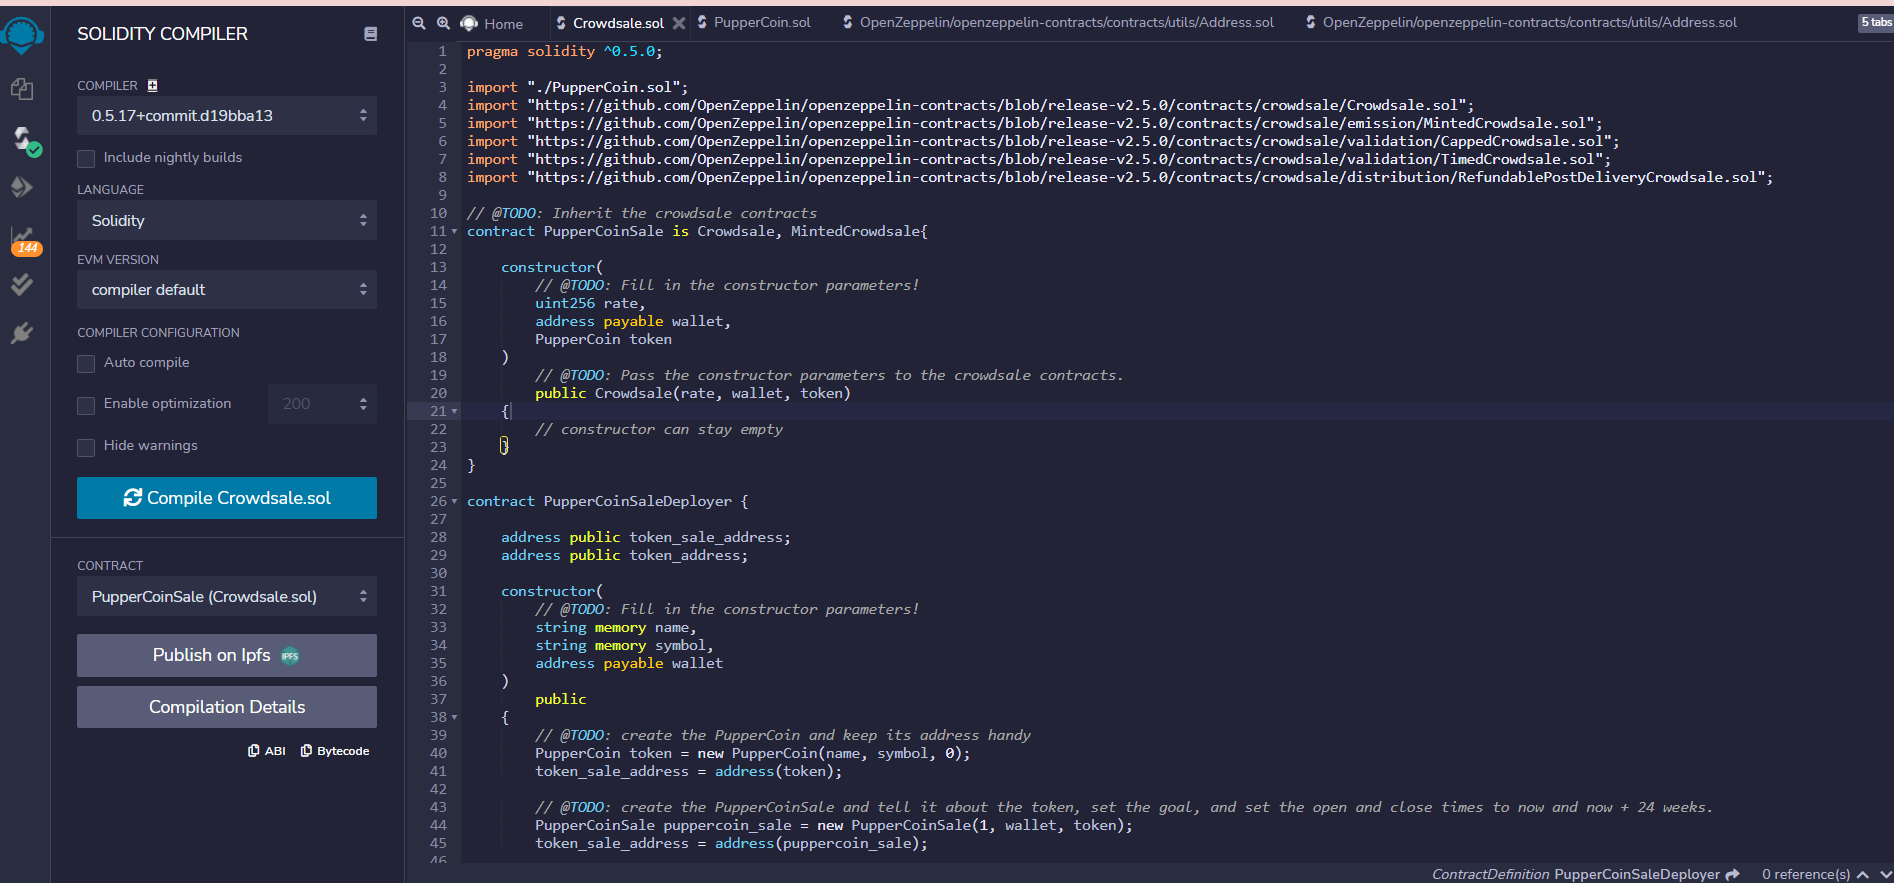 SOLIDITY COMPILER
COMPILER
0.5.17+commit.d19bba13
Include nightly builds
LANGUAGE
Solidity
EVM VERSION
compiler default
COMPILER CONFIGURATION
Auto compile
Enable optimization
200
Hide warnings
Compile Crowdsale.sol
CONTRACT
PupperCoinSale (Crowdsale.sol)
Publish on Ipfs IPFS
Compilation Details
ABI Bytecode
144
Home Crowdsale.sol PupperCoin.sol OpenZeppelin/openzeppelin-contracts/contracts/utils/Address.sol OpenZeppelin/openzeppelin-contracts/contracts/utils/Address.sol 5 tabs
1 pragma solidity ^0.5.0;
2
3 import "./PupperCoin.sol";
4 import "https://github.com/OpenZeppelin/openzeppelin-contracts/blob/release-v2.5.0/contracts/crowdsale/Crowdsale.sol";
5 import "https://github.com/OpenZeppelin/openzeppelin-contracts/blob/release-v2.5.0/contracts/crowdsale/emission/MintedCrowdsale.sol";
6 import "https://github.com/OpenZeppelin/openzeppelin-contracts/blob/release-v2.5.0/contracts/crowdsale/validation/CappedCrowdsale.sol";
7 import "https://github.com/OpenZeppelin/openzeppelin-contracts/blob/release-v2.5.0/contracts/crowdsale/validation/TimedCrowdsale.sol";
8 import "https://github.com/OpenZeppelin/openzeppelin-contracts/blob/release-v2.5.0/contracts/crowdsale/distribution/RefundablePostDeliveryCrowdsale.sol";
9
10 // @TODO: Inherit the crowdsale contracts
11 contract PupperCoinSale is Crowdsale, MintedCrowdsale{
12
13 constructor(
14 // @TODO: Fill in the constructor parameters!
15 uint256 rate,
16 address payable wallet,
17 PupperCoin token
18 )
19 // @TODO: Pass the constructor parameters to the crowdsale contracts.
20 public Crowdsale(rate, wallet, token)
21 {
22 // constructor can stay empty
23 }
24 }
25
26 contract PupperCoinSaleDeployer {
27
28 address public token_sale_address;
29 address public token_address;
30
31 constructor(
32 // @TODO: Fill in the constructor parameters!
33 string memory name,
34 string memory symbol,
35 address payable wallet
36 )
37 public
38 {
39 // @TODO: create the PupperCoin and keep its address handy
40 PupperCoin token = new PupperCoin(name, symbol, 0);
41 token_sale_address = address(token);
42
43 // @TODO: create the PupperCoinSale and tell it about the token, set the goal, and set the open and close times to now and now + 24 weeks.
44 PupperCoinSale puppercoin_sale = new PupperCoinSale(1, wallet, token);
45 token_sale_address = address(puppercoin_sale);
46
ContractDefinition PupperCoinSaleDeployer 0 reference(s)